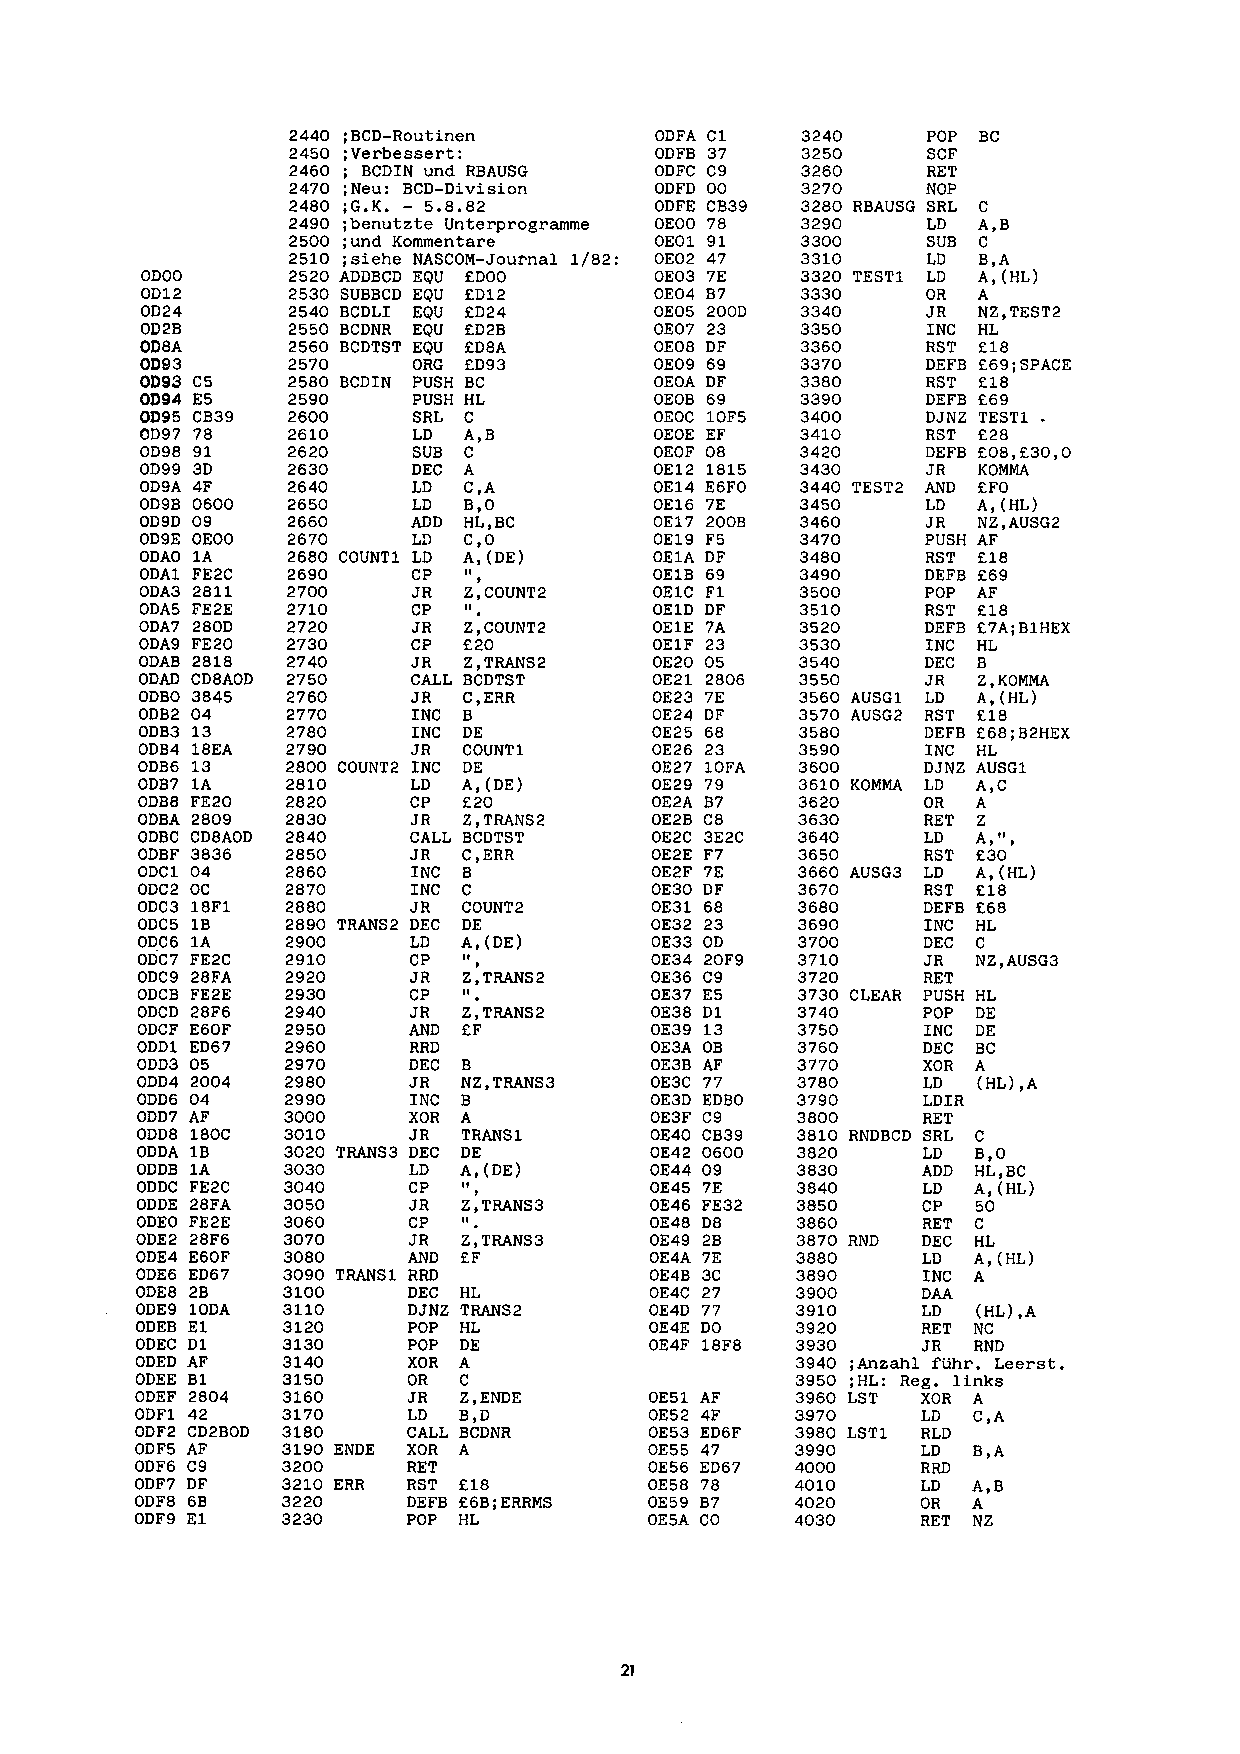 2440 ;BCD-Routinen
2450 ;Verbessert:
2460 ; BCDIN und RBAUSG
2470 ;Neu: BCD-Division
2480 ;G.K. - 5.8.82
2490 ;benutzte Unterprogramme
2500 ;und Kommentare
2510 ;siehe NASCOM-Journal 1/82:
0D00 2520 ADDBCD EQU £D00
0D12 2530 SUBBCD EQU £D12
0D24 2540 BCDLI EQU £D24
0D2B 2550 BCDNR EQU £D2B
0D8A 2560 BCDTST EQU £D8A
0D93 2570 ORG £D93
0D93 C5 2580 BCDIN PUSH BC
0D94 E5 2590 PUSH HL
0D95 CB39 2600 SRL C
0D97 78 2610 LD A,B
0D98 91 2620 SUB C
0D99 3D 2630 DEC A
0D9A 4F 2640 LD C,A
0D9B 0600 2650 LD B,0
0D9D 09 2660 ADD HL,BC
0D9E 0E00 2670 LD C,0
0DA0 1A 2680 COUNT1 LD A,(DE)
0DA1 FE2C 2690 CP ",
0DA3 2811 2700 JR Z,COUNT2
0DA5 FE2E 2710 CP ".
0DA7 280D 2720 JR Z,COUNT2
0DA9 FE20 2730 CP £20
0DAB 2818 2740 JR Z,TRANS2
0DAD CD8A0D 2750 CALL BCDTST
0DB0 3845 2760 JR C,ERR
0DB2 04 2770 INC B
0DB3 13 2780 INC DE
0DB4 18EA 2790 JR COUNT1
0DB6 13 2800 COUNT2 INC DE
0DB7 1A 2810 LD A,(DE)
0DB8 FE20 2820 CP £20
0DBA 2809 2830 JR Z,TRANS2
0DBC CD8A0D 2840 CALL BCDTST
0DBF 3836 2850 JR C,ERR
0DC1 04 2860 INC B
0DC2 0C 2870 INC C
0DC3 18F1 2880 JR COUNT2
0DC5 1B 2890 TRANS2 DEC DE
0DC6 1A 2900 LD A,(DE)
0DC7 FE2C 2910 CP ",
0DC9 28FA 2920 JR Z,TRANS2
0DCB FE2E 2930 CP ".
0DCD 28F6 2940 JR Z,TRANS2
0DCF E60F 2950 AND £F
0DD1 ED67 2960 RRD
0DD3 05 2970 DEC B
0DD4 2004 2980 JR NZ,TRANS3
0DD6 04 2990 INC B
0DD7 AF 3000 XOR A
0DD8 180C 3010 JR TRANS1
0DDA 1B 3020 TRANS3 DEC DE
0DDB 1A 3030 LD A,(DE)
0DDC FE2C 3040 CP ",
0DDE 28FA 3050 JR Z,TRANS3
0DE0 FE2E 3060 CP ".
0DE2 28F6 3070 JR Z,TRANS3
0DE4 E60F 3080 AND £F
0DE6 ED67 3090 TRANS1 RRD
0DE8 2B 3100 DEC HL
0DE9 10DA 3110 DJNZ TRANS2
0DEB E1 3120 POP HL
0DEC D1 3130 POP DE
0DED AF 3140 XOR A
0DEE B1 3150 OR C
0DEF 2804 3160 JR Z,ENDE
0DF1 42 3170 LD B,D
0DF2 CD2B0D 3180 CALL BCDNR
0DF5 AF 3190 ENDE XOR A
0DF6 C9 3200 RET
0DF7 DF 3210 ERR RST £18
0DF8 6B 3220 DEFB £6B;ERRMS
0DF9 E1 3230 POP HL
0DFA C1 3240 POP BC
0DFB 37 3250 SCF
0DFC C9 3260 RET
0DFD 00 3270 NOP
0DFE CB39 3280 RBAUSG SRL C
0E00 78 3290 LD A,B
0E01 91 3300 SUB C
0E02 47 3310 LD B,A
0E03 7E 3320 TEST1 LD A,(HL)
0E04 B7 3330 OR A
0E05 200D 3340 JR NZ,TEST2
0E07 23 3350 INC HL
0E08 DF 3360 RST £18
0E09 69 3370 DEFB £69;SPACE
0E0A DF 3380 RST £18
0E0B 69 3390 DEFB £69
0E0C 10F5 3400 DJNZ TEST1 .
0E0E EF 3410 RST £28
0E0F 08 3420 DEFB £08,£30,0
0E12 1815 3430 JR KOMMA
0E14 E6F0 3440 TEST2 AND £F0
0E16 7E 3450 LD A,(HL)
0E17 200B 3460 JR NZ,AUSG2
0E19 F5 3470 PUSH AF
0E1A DF 3480 RST £18
0E1B 69 3490 DEFB £69
0E1C F1 3500 POP AF
0E1D DF 3510 RST £18
0E1E 7A 3520 DEFB £7A;B1HEX
0E1F 23 3530 INC HL
0E20 05 3540 DEC B
0E21 2806 3550 JR Z,KOMMA
0E23 7E 3560 AUSG1 LD A,(HL)
0E24 DF 3570 AUSG2 RST £18
0E25 68 3580 DEFB £68;B2HEX
0E26 23 3590 INC HL
0E27 10FA 3600 DJNZ AUSG1
0E29 79 3610 KOMMA LD A,C
0E2A B7 3620 OR A
0E2B C8 3630 RET Z
0E2C 3E2C 3640 LD A,",
0E2E F7 3650 RST £30
0E2F 7E 3660 AUSG3 LD A,(HL)
0E30 DF 3670 RST £18
0E31 68 3680 DEFB £68
0E32 23 3690 INC HL
0E33 0D 3700 DEC C
0E34 20F9 3710 JR NZ,AUSG3
0E36 C9 3720 RET
0E37 E5 3730 CLEAR PUSH HL
0E38 D1 3740 POP DE
0E39 13 3750 INC DE
0E3A 0B 3760 DEC BC
0E3B AF 3770 XOR A
0E3C 77 3780 LD (HL),A
0E3D EDB0 3790 LDIR
0E3F C9 3800 RET
0E40 CB39 3810 RNDBCD SRL C
0E42 0600 3820 LD B,0
0E44 09 3830 ADD HL,BC
0E45 7E 3840 LD A,(HL)
0E46 FE32 3850 CP 50
0E48 D8 3860 RET C
0E49 2B 3870 RND DEC HL
0E4A 7E 3880 LD A,(HL)
0E4B 3C 3890 INC A
0E4C 27 3900 DAA
0E4D 77 3910 LD (HL),A
0E4E D0 3920 RET NC
0E4F 18F8 3930 JR RND
3940 ;Anzahl führ. Leerst.
3950 ;HL: Reg. links
0E51 AF 3960 LST XOR A
0E52 4F 3970 LD C,A
0E53 ED6F 3980 LST1 RLD
0E55 47 3990 LD B,A
0E56 ED67 4000 RRD
0E58 78 4010 LD A,B
0E59 B7 4020 OR A
0E5A C0 4030 RET NZ
21